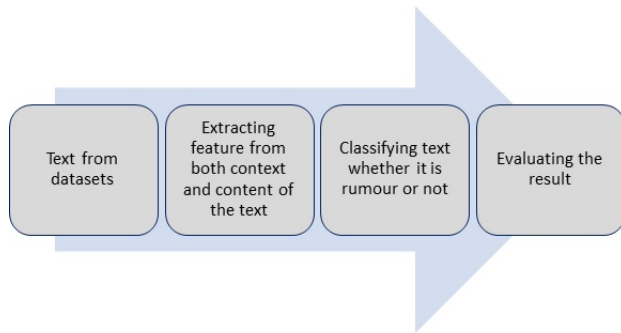 Text from
datasets
Extracting
feature from
both context
and content of
the text
Classifying text
whether it is
rumour or not
Evaluating the
result